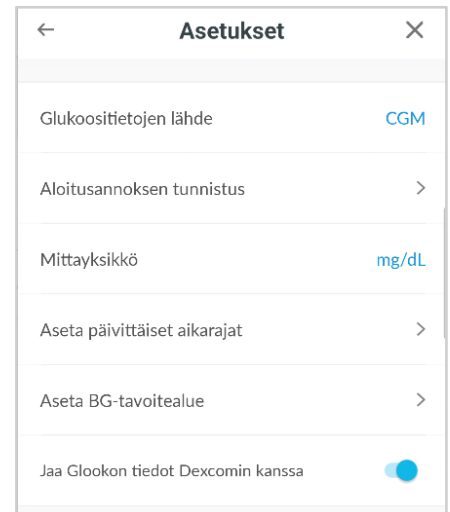 Asetukset
Glukoositietojen lähde CGM
Aloitusannoksen tunnistus
Mittayksikkö mg/dL
Aseta päivittäiset aikarajat
Aseta BG-tavoitealue
Jaa Glookon tiedot Dexcomin kanssa